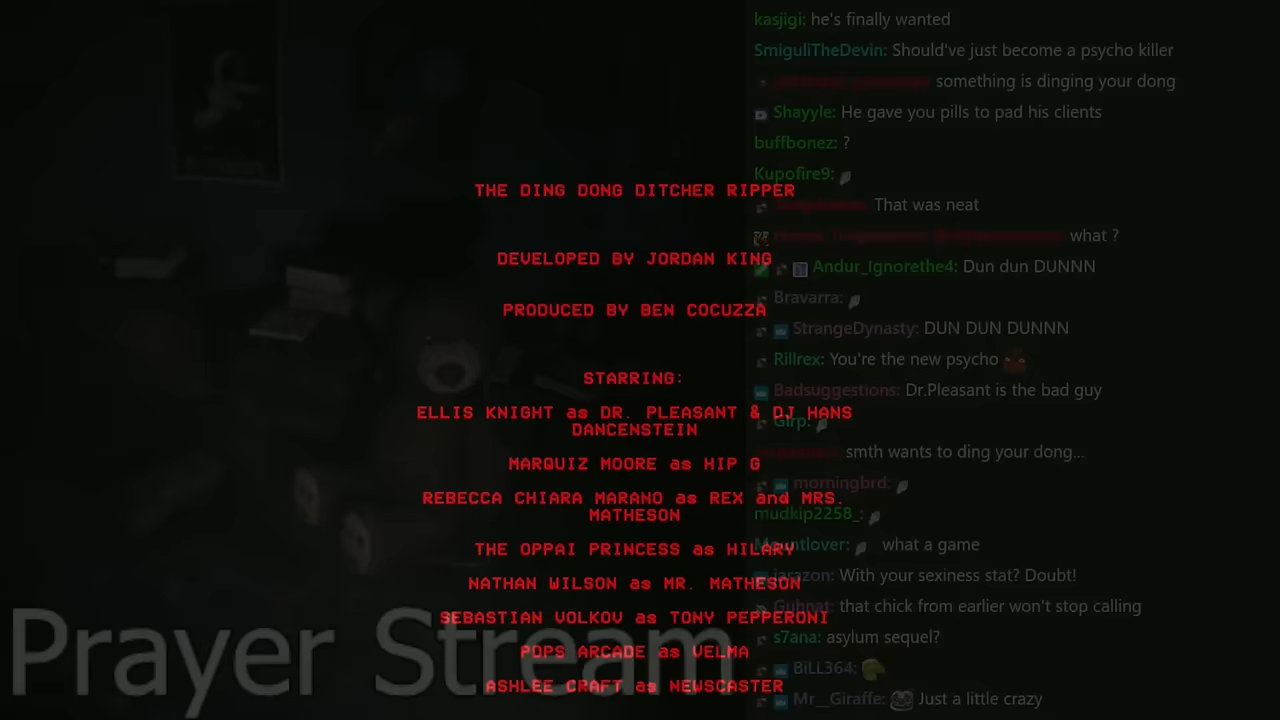 THE DING DONG DITCHER RIPPER
DEVELOPED BY JORDAN KING
PRODUCED BY BEN COCUZZA
STARRING:
ELLIS KNIGHT as DR. PLEASANT & DJ HANS
DANCENSTEIN
MARQUIZ MOORE as HIP G
REBECCA CHIARA MARANO as REX and MRS.
MATHESON
THE OPPAI PRINCESS as HILARY
NATHAN WILSON as MR. MATHESON
SEBASTIAN VOLKOV as TONY PEPPERONI
POPS ARCADE as VELMA
ASHLEE CRAFT as NEWSCASTER
Prayer Stream
kasjigi: he's finally wanted
SmiguliTheDevin: Should've just become a psycho killer
something is dinging your dong
Shayyle: He gave you pills to pad his clients
buffbonez: ?
Kupofire9:
That was neat
what ?
Andur_Ignorethe4: Dun dun DUNNN
Bravarra:
StrangeDynasty: DUN DUN DUNNN
Rillrex: You're the new psycho
Badsuggestions: Dr.Pleasant is the bad guy
Girp:
smth wants to ding your dong...
morningbrd:
mudkip2258_:
what a game
jarazon: With your sexiness stat? Doubt!
Guhnat: that chick from earlier won't stop calling
s7ana: asylum sequel?
BiLL364:
Mr__Giraffe: Just a little crazy